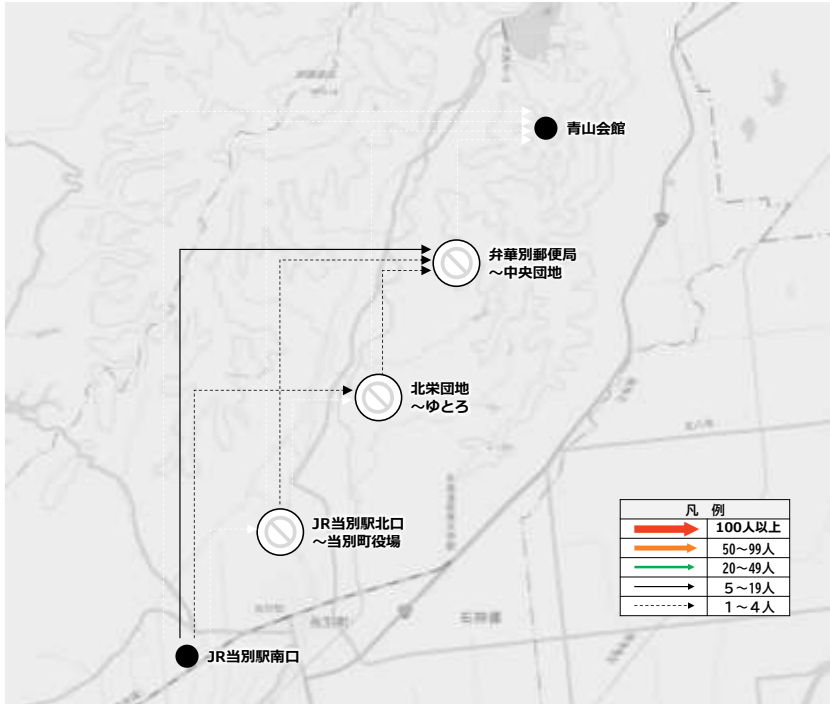 青山会館
弁華別郵便局
～中央団地
北栄団地
～ゆとろ
JR当別駅北口
～当別町役場
JR当別駅南口
凡 例
100人以上
50～99人
20～49人
5～19人
1～4人